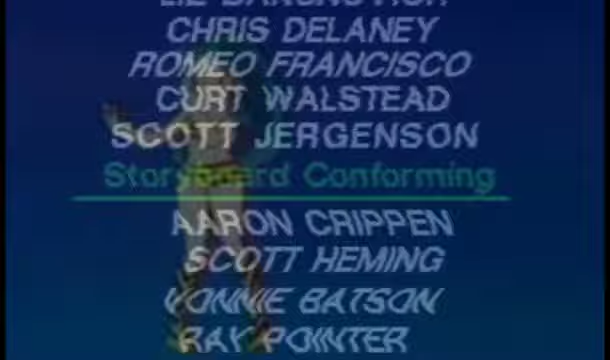 CHRIS DELANEY
ROMEO FRANCISCO
CURT WALSTEAD
SCOTT JERGENSON
Storyboard Conforming
AARON CRIPPEN
SCOTT HEMING
VONNIE BATSON
RAY POINTER